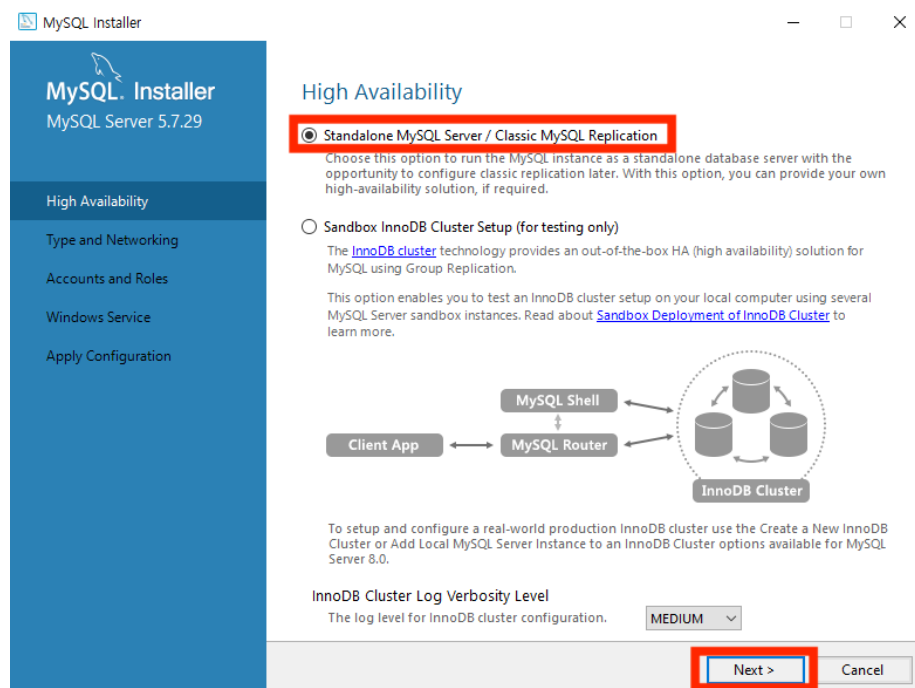 MySQL Installer
MySQL. Installer
MySQL Server 5.7.29
High Availability
Type and Networking
Accounts and Roles
Windows Service
Apply Configuration
High Availability
Standalone MySQL Server / Classic MySQL Replication
Choose this option to run the MySQL instance as a standalone database server with the
opportunity to configure classic replication later. With this option, you can provide your own
high-availability solution, if required.
Sandbox InnoDB Cluster Setup (for testing only)
The InnoDB cluster technology provides an out-of-the-box HA (high availability) solution for
MySQL using Group Replication.
This option enables you to test an InnoDB cluster setup on your local computer using several
MySQL Server sandbox instances. Read about Sandbox Deployment of InnoDB Cluster to
learn more.
MySQL Shell
Client App
MySQL Router
InnoDB Cluster
To setup and configure a real-world production InnoDB cluster use the Create a New InnoDB
Cluster or Add Local MySQL Server Instance to an InnoDB Cluster options available for MySQL
Server 8.0.
InnoDB Cluster Log Verbosity Level
The log level for InnoDB cluster configuration.
MEDIUM
Next >
Cancel